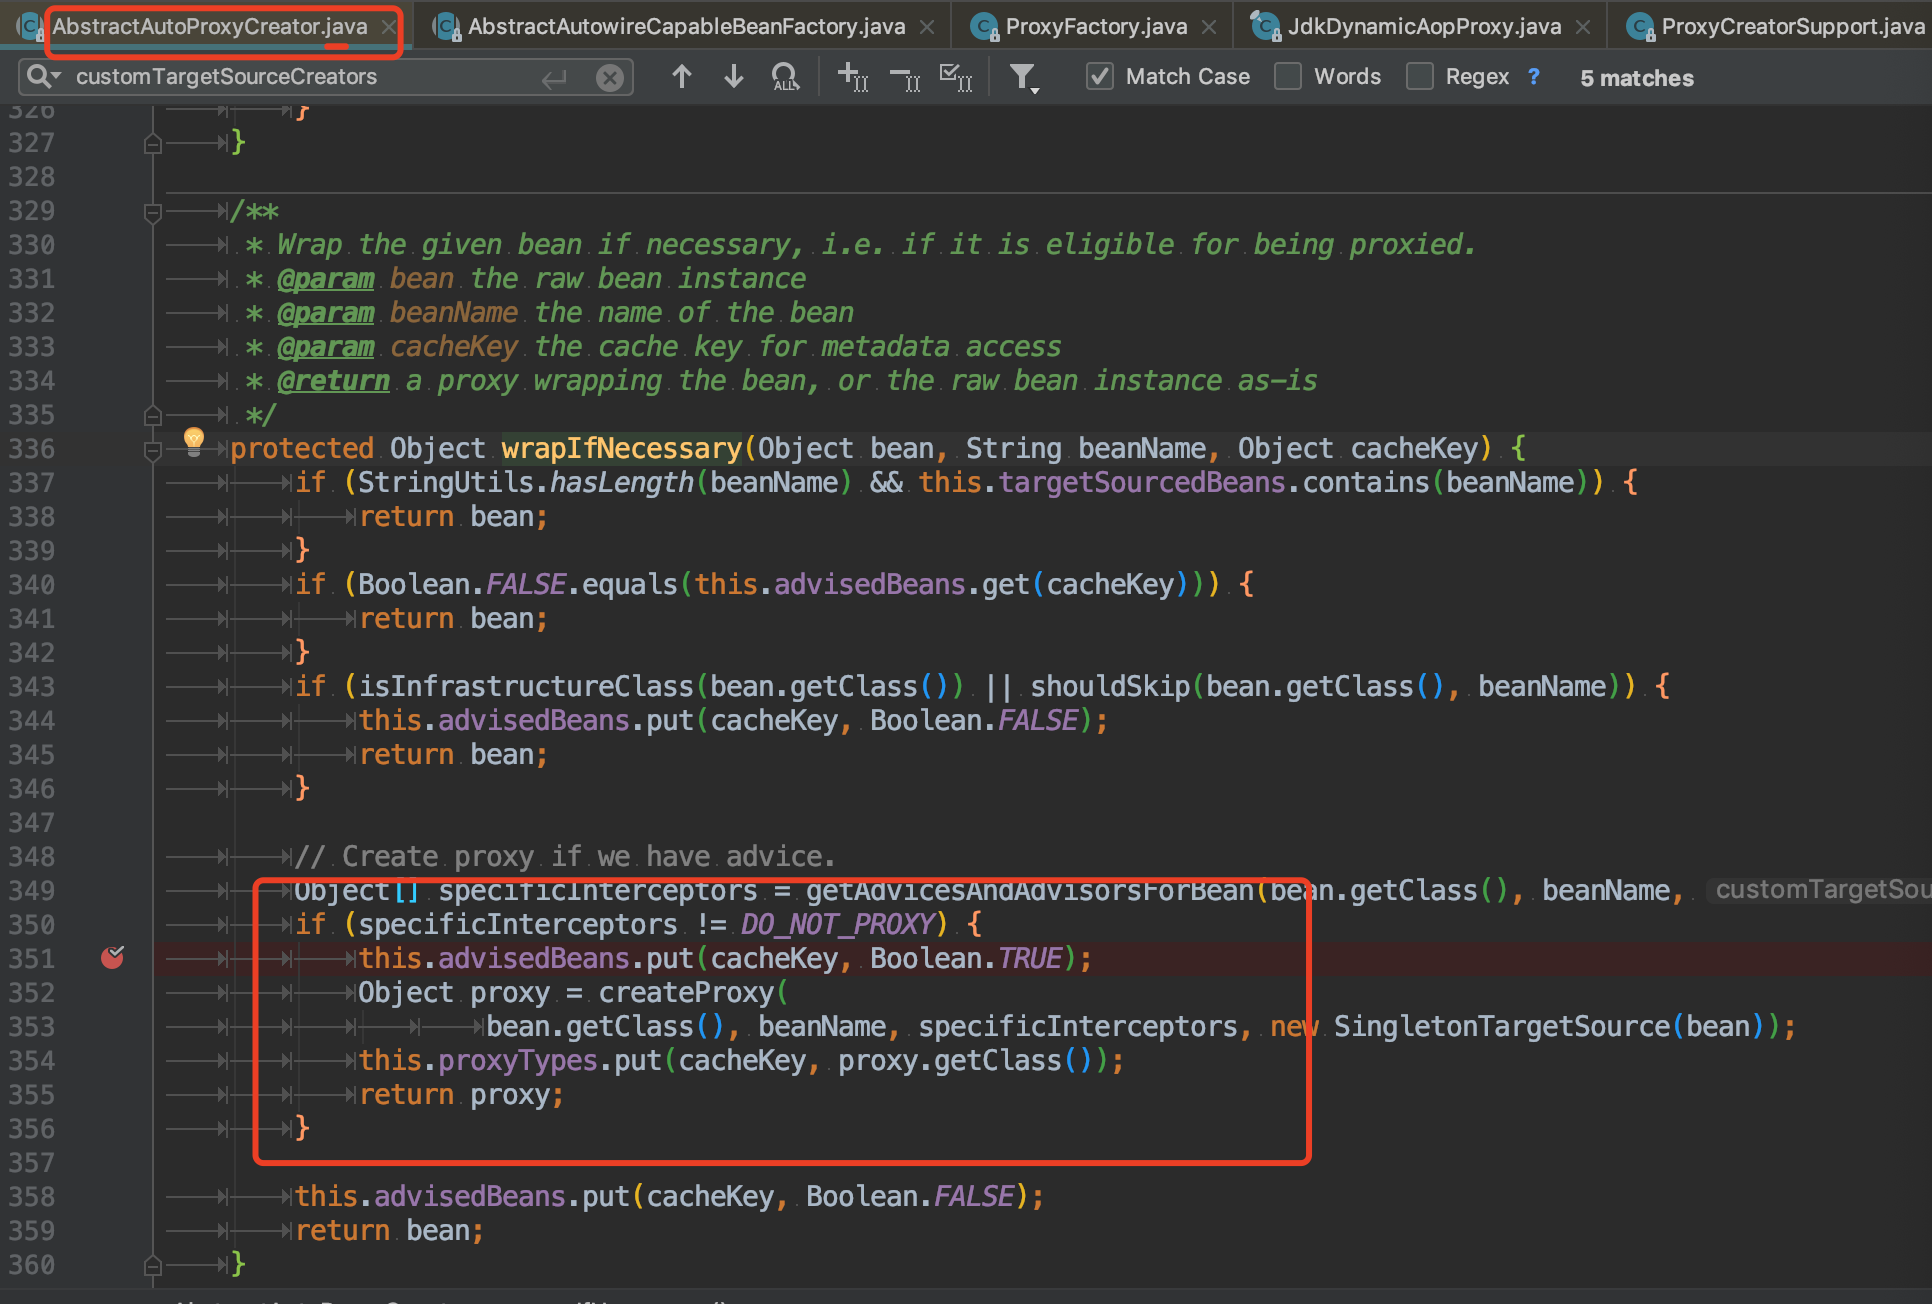 AbstractAutoProxyCreator.java AbstractAutowireCapableBeanFactory.java ProxyFactory.java JdkDynamicAopProxy.java ProxyCreatorSupport.java
customTargetSourceCreators ALL Match Case Words Regex ? 5 matches
326 }
327 }
328
329 /**
330 * Wrap the given bean if necessary, i.e. if it is eligible for being proxied.
331 * @param bean the raw bean instance
332 * @param beanName the name of the bean
333 * @param cacheKey the cache key for metadata access
334 * @return a proxy wrapping the bean, or the raw bean instance as-is
335 */
336 protected Object wrapIfNecessary(Object bean, String beanName, Object cacheKey) {
337 if (StringUtils.hasLength(beanName) && this.targetSourcedBeans.contains(beanName)) {
338 return bean;
339 }
340 if (Boolean.FALSE.equals(this.advisedBeans.get(cacheKey))) {
341 return bean;
342 }
343 if (isInfrastructureClass(bean.getClass()) || shouldSkip(bean.getClass(), beanName)) {
344 this.advisedBeans.put(cacheKey, Boolean.FALSE);
345 return bean;
346 }
347
348 // Create proxy if we have advice.
349 Object[] specificInterceptors = getAdvicesAndAdvisorsForBean(bean.getClass(), beanName, customTargetSou
350 if (specificInterceptors != DO_NOT_PROXY) {
351 this.advisedBeans.put(cacheKey, Boolean.TRUE);
352 Object proxy = createProxy(
353 bean.getClass(), beanName, specificInterceptors, new SingletonTargetSource(bean));
354 this.proxyTypes.put(cacheKey, proxy.getClass());
355 return proxy;
356 }
357
358 this.advisedBeans.put(cacheKey, Boolean.FALSE);
359 return bean;
360 }